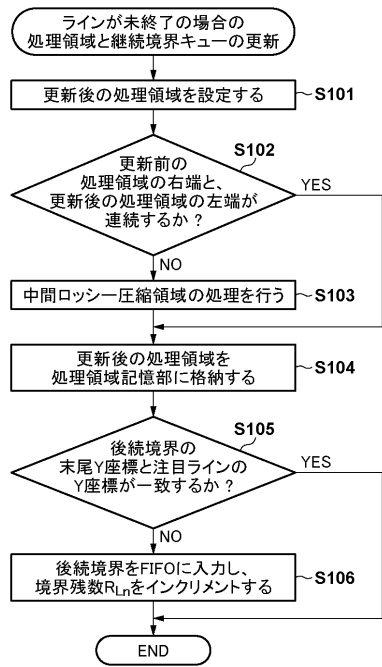 ラインが未終了の場合の
処理領域と継続境界キューの更新
更新後の処理領域を設定する
S101
S102
更新前の
処理領域の右端と、
更新後の処理領域の左端が
連続するか？
YES
NO
中間ロッシー圧縮領域の処理を行う
S103
更新後の処理領域を
処理領域記憶部に格納する
S104
S105
後続境界の
末尾Y座標と注目ラインの
Y座標が一致するか？
YES
NO
後続境界をFIFOに入力し、
境界残数RLnをインクリメントする
S106
END